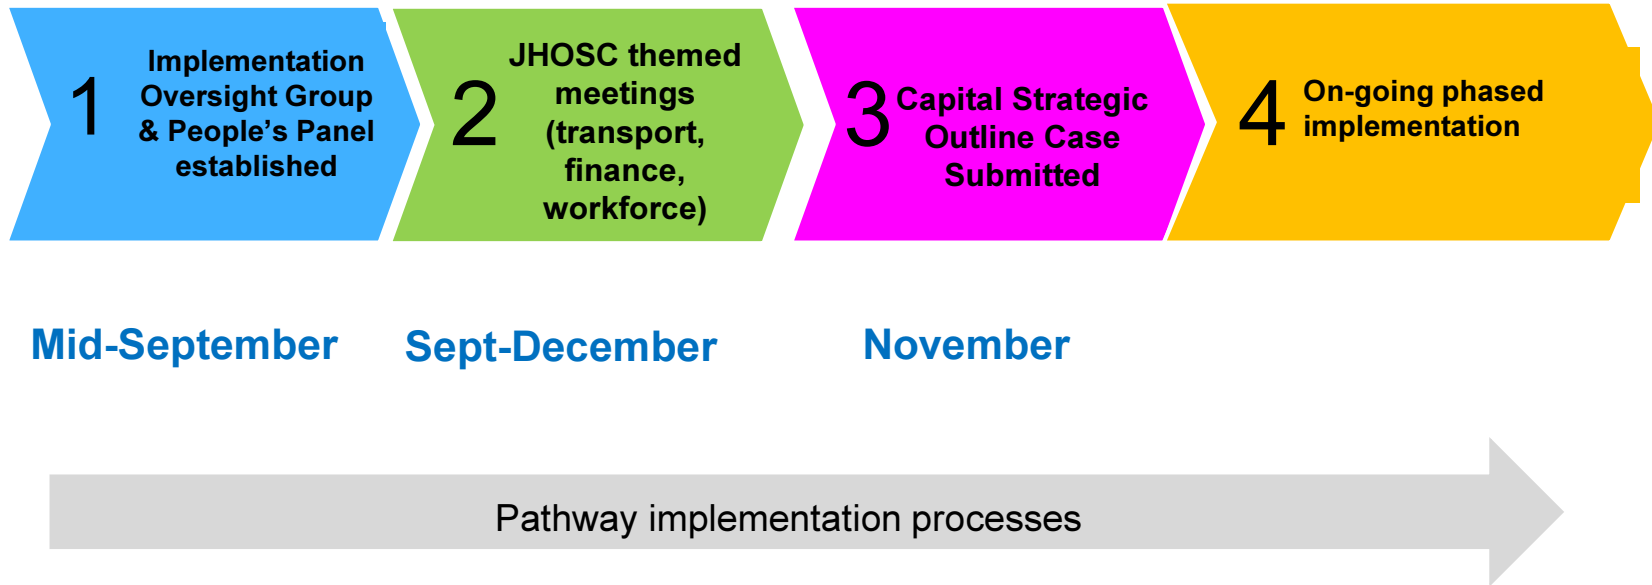 1
Implementation
Oversight Group
& People’s Panel
established
2
JHOSC themed
meetings
(transport,
finance,
workforce)
3
Capital Strategic
Outline Case
Submitted
4
On-going phased
implementation
Mid-September
Sept-December
November
Pathway implementation processes